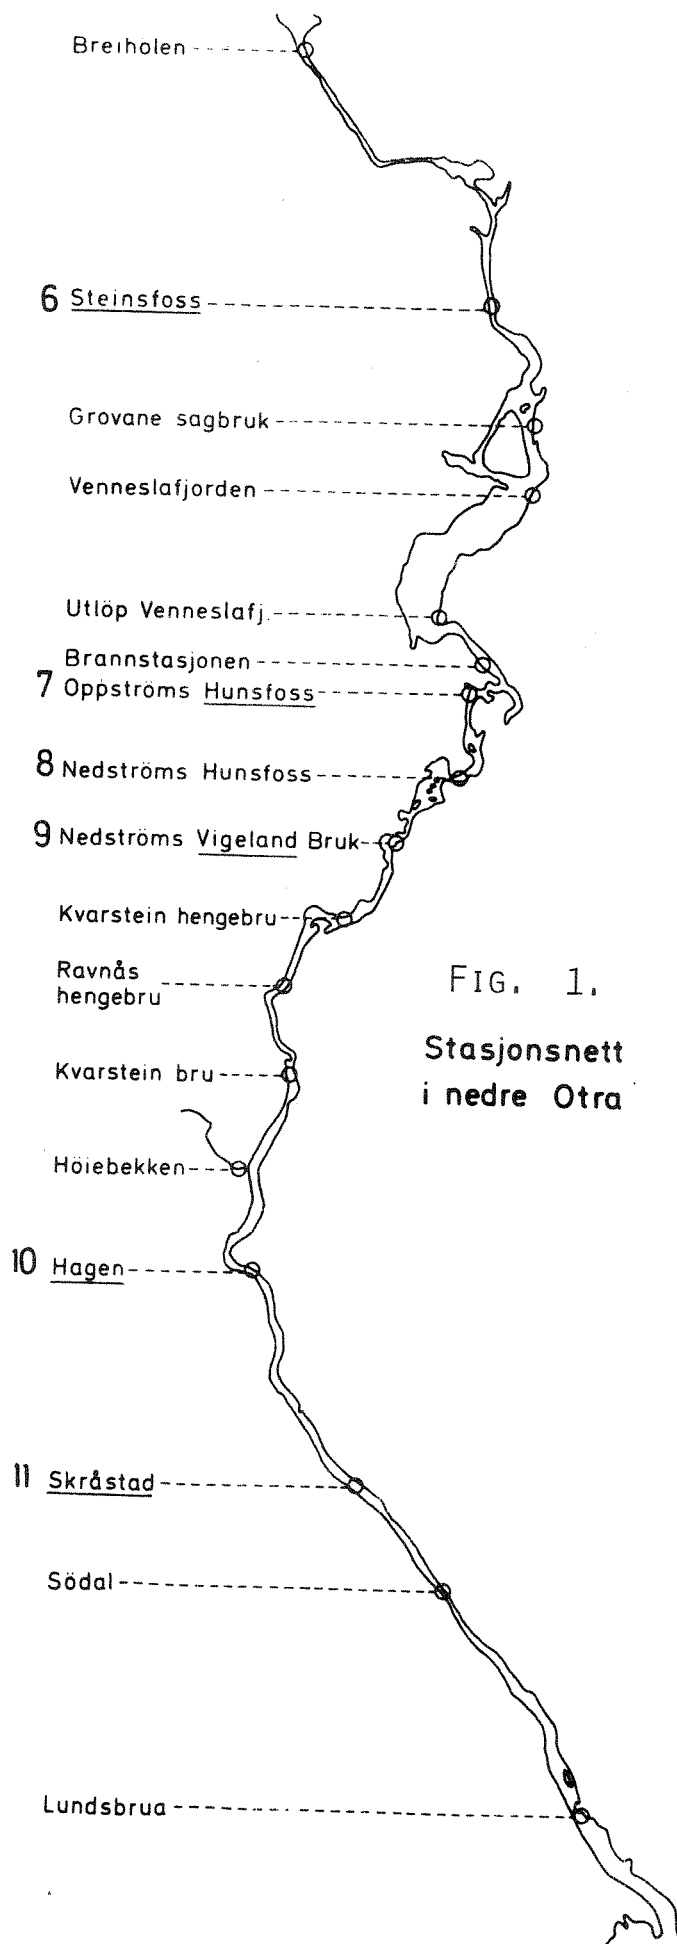 Breiholen
6 Steinsfoss
Grovane sagbruk
Venneslafjorden
Utlöp Venneslafj.
Brannstasjonen
7 Oppströms Hunsfoss
8 Nedströms Hunsfoss
9 Nedströms Vigeland Bruk
Kvarstein hengebru
Ravnås
hengebru
FIG. 1.
Stasjonsnett
i nedre Otra
Kvarstein bru
Höiebekken
10 Hagen
11 Skråstad
Södal
Lundsbrua